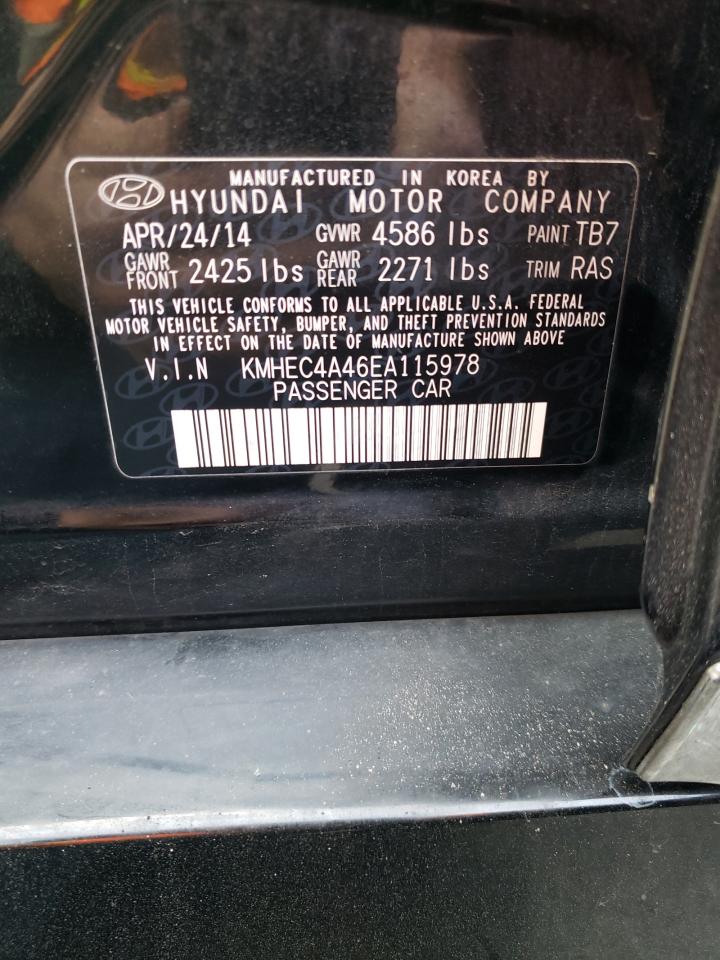 MANUFACTURED IN KOREA BY
HYUNDAI MOTOR COMPANY
APR/24/14 GVWR 4586 lbs PAINT TB7
GAWR FRONT 2425 lbs GAWR REAR 2271 lbs TRIM RAS
THIS VEHICLE CONFORMS TO ALL APPLICABLE U.S.A. FEDERAL
MOTOR VEHICLE SAFETY, BUMPER, AND THEFT PREVENTION STANDARDS
IN EFFECT ON THE DATE OF MANUFACTURE SHOWN ABOVE
V.I.N KMHEC4A46EA115978
PASSENGER CAR